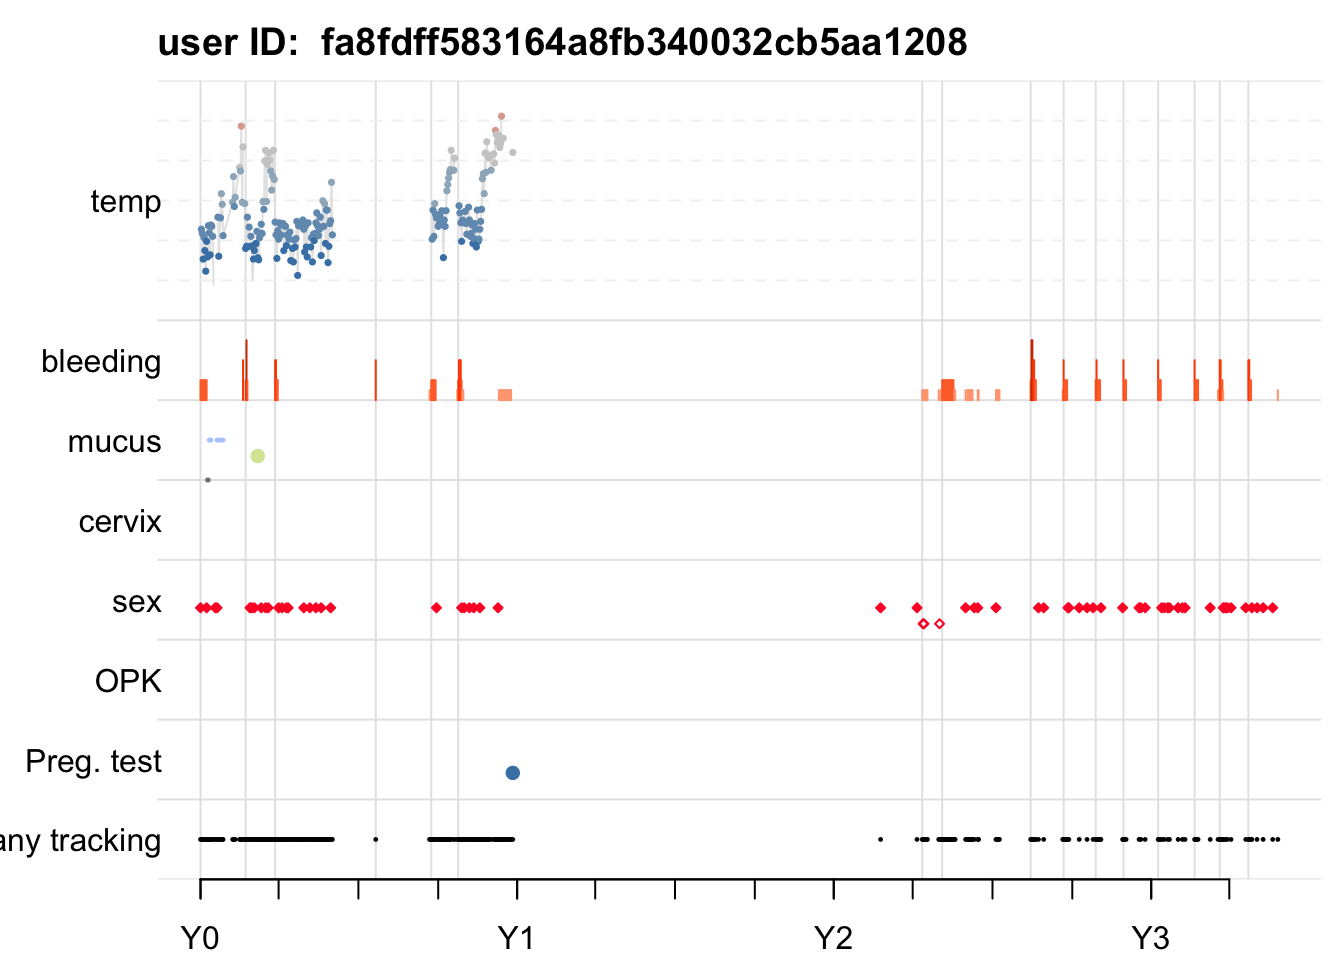 user ID:  fa8fdff583164a8fb340032cb5aa1208
temp
bleeding
mucus
cervix
sex
OPK
Preg. test
any tracking
Y0 Y1 Y2 Y3